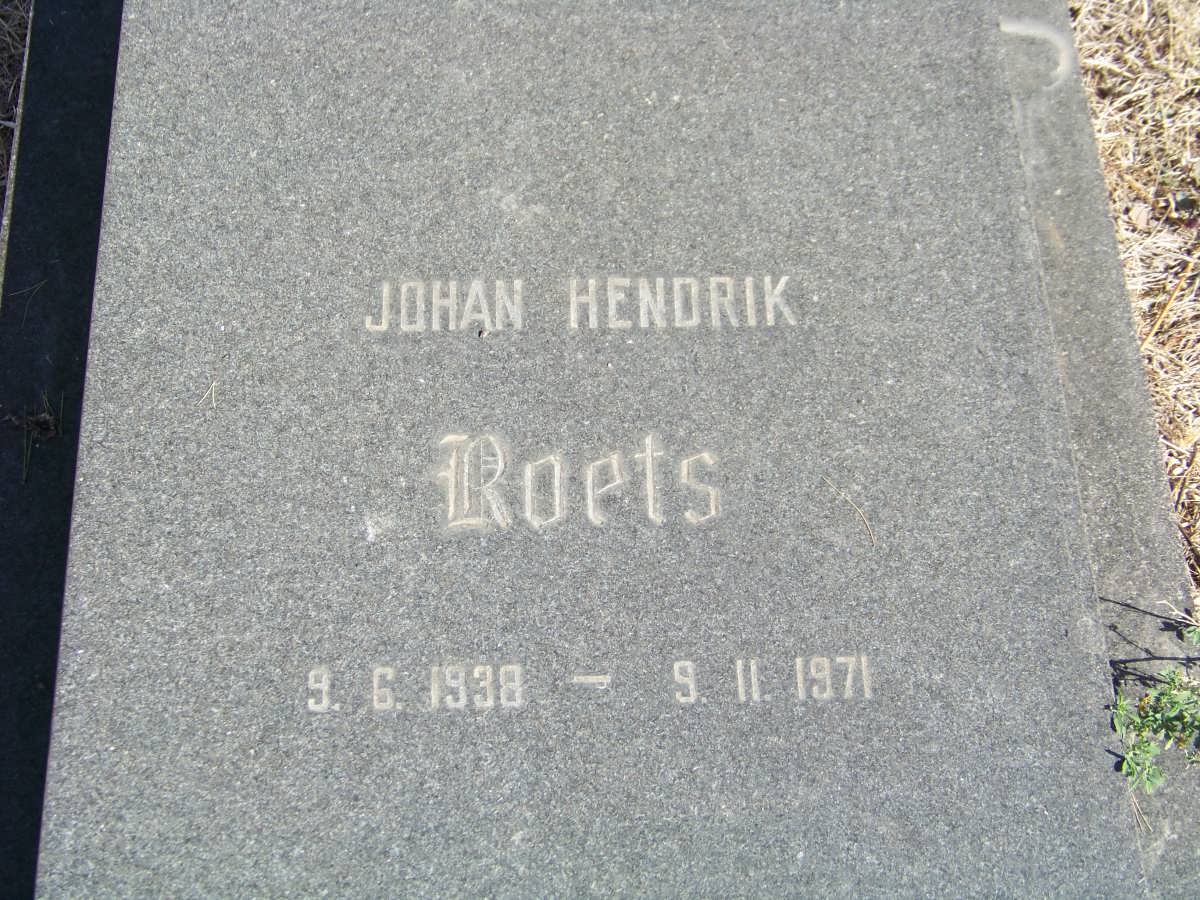 JOHAN HENDRIK
Roets
9. 6. 1938 – 9. 11. 1971